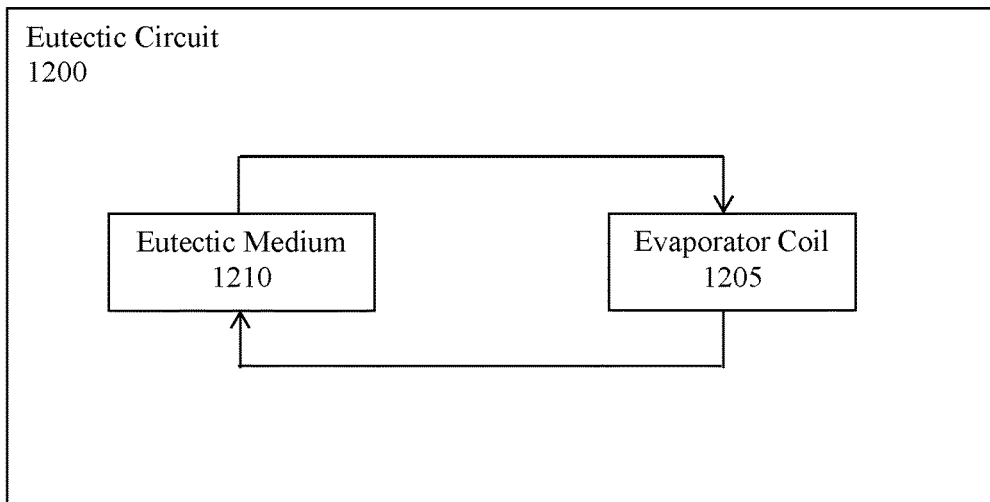 Eutectic Circuit
1200
Eutectic Medium
1210
Evaporator Coil
1205